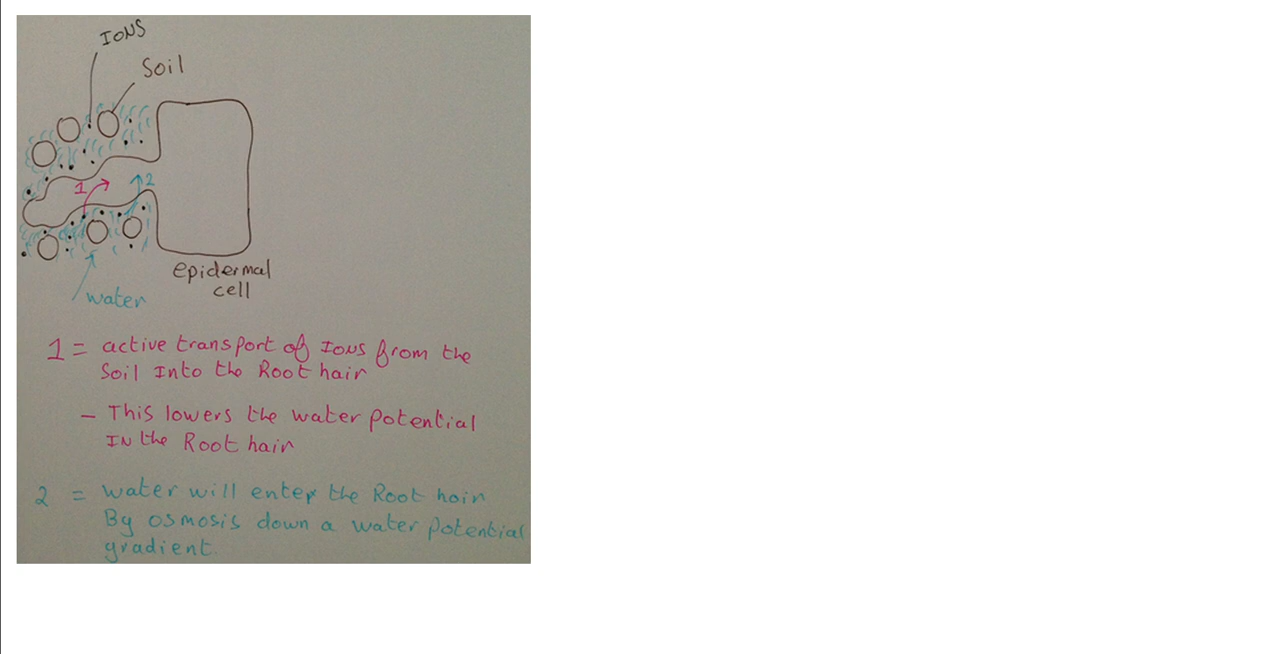 IONS
Soil
1
2
epidermal
cell
water
1 = active transport of Ions from the
Soil Into the Root hair
- This lowers the water potential
IN the Root hair
2 = water will enter the Root hair
By osmosis down a water potential
gradient.